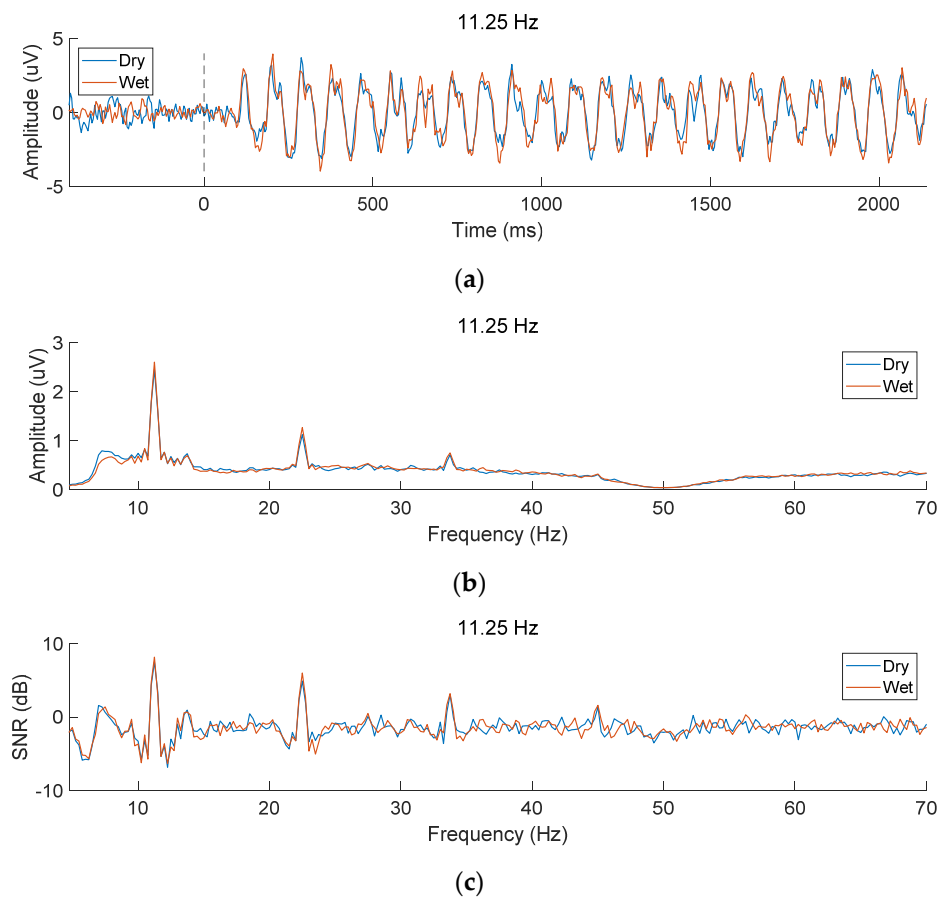 11.25 Hz
Amplitude (uV)
5
0
-5
Dry
Wet
0
500
1000
1500
2000
Time (ms)
(a)
11.25 Hz
Amplitude (uV)
3
2
1
0
Dry
Wet
10
20
30
40
50
60
70
Frequency (Hz)
(b)
11.25 Hz
SNR (dB)
10
0
-10
Dry
Wet
10
20
30
40
50
60
70
Frequency (Hz)
(c)